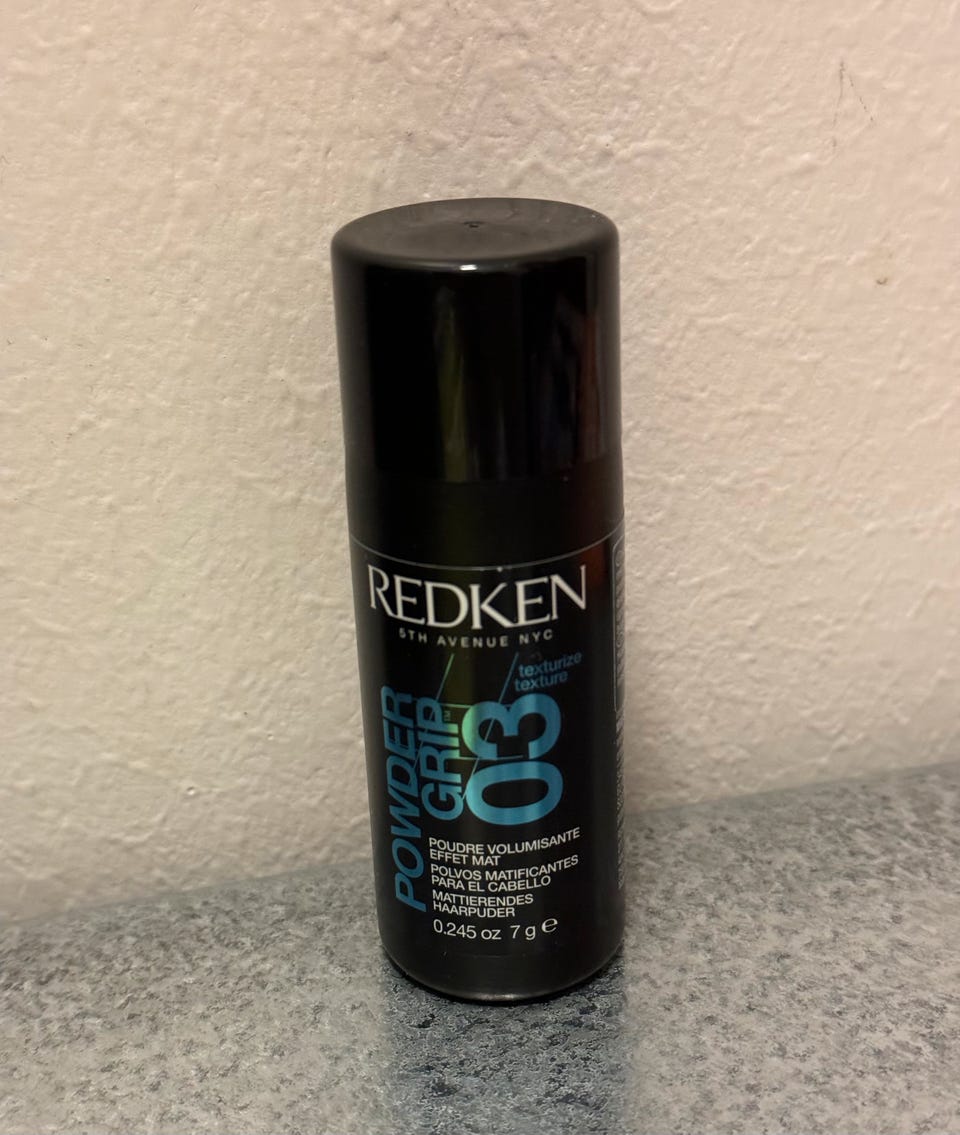 REDKEN
5TH AVENUE NYC
texturize
texture
POWDER
GRIP™
03
POUDRE VOLUMISANTE
EFFET MAT
POLVOS MATIFICANTES
PARA EL CABELLO
MATTIERENDES
HAARPUDER
0.245 oz 7 g ℮